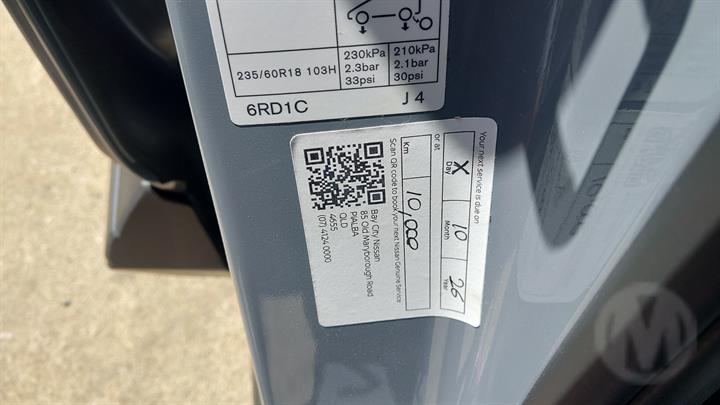 235/60R18 103H
230kPa
2.3bar
33psi
210kPa
2.1bar
30psi
6RD1C
J4
Your next service is due on
X 10 26
Day Month Year
or at
10,000
Km
Scan QR code to book your next Nissan Genuine Service
Bay City Nissan
85 Old Maryborough Road
PIALBA
QLD
4655
(07) 4124 0000
M